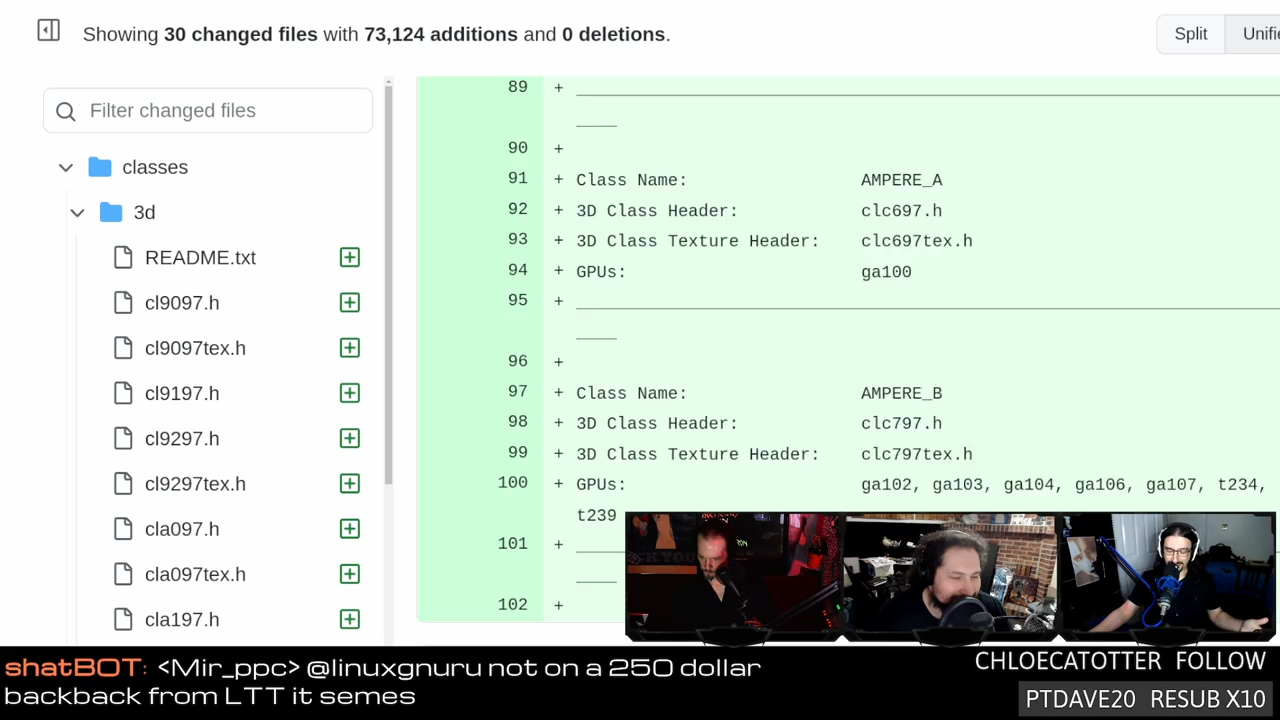 Showing 30 changed files with 73,124 additions and 0 deletions.
Split
Filter changed files
classes
3d
README.txt
cl9097.h
cl9097tex.h
cl9197.h
cl9297.h
cl9297tex.h
cla097.h
cla097tex.h
cla197.h
89 +
90 +
91 + Class Name: AMPERE_A
92 + 3D Class Header: clc697.h
93 + 3D Class Texture Header: clc697tex.h
94 + GPUs: ga100
95 +
96 +
97 + Class Name: AMPERE_B
98 + 3D Class Header: clc797.h
99 + 3D Class Texture Header: clc797tex.h
100 + GPUs: ga102, ga103, ga104, ga106, ga107, t234,
t239
101 +
102 +
shatBOT: <Mir_ppc> @linuxgnuru not on a 250 dollar
backback from LTT it semes
CHLOECATOTTER FOLLOW
PTDAVE20 RESUB X10